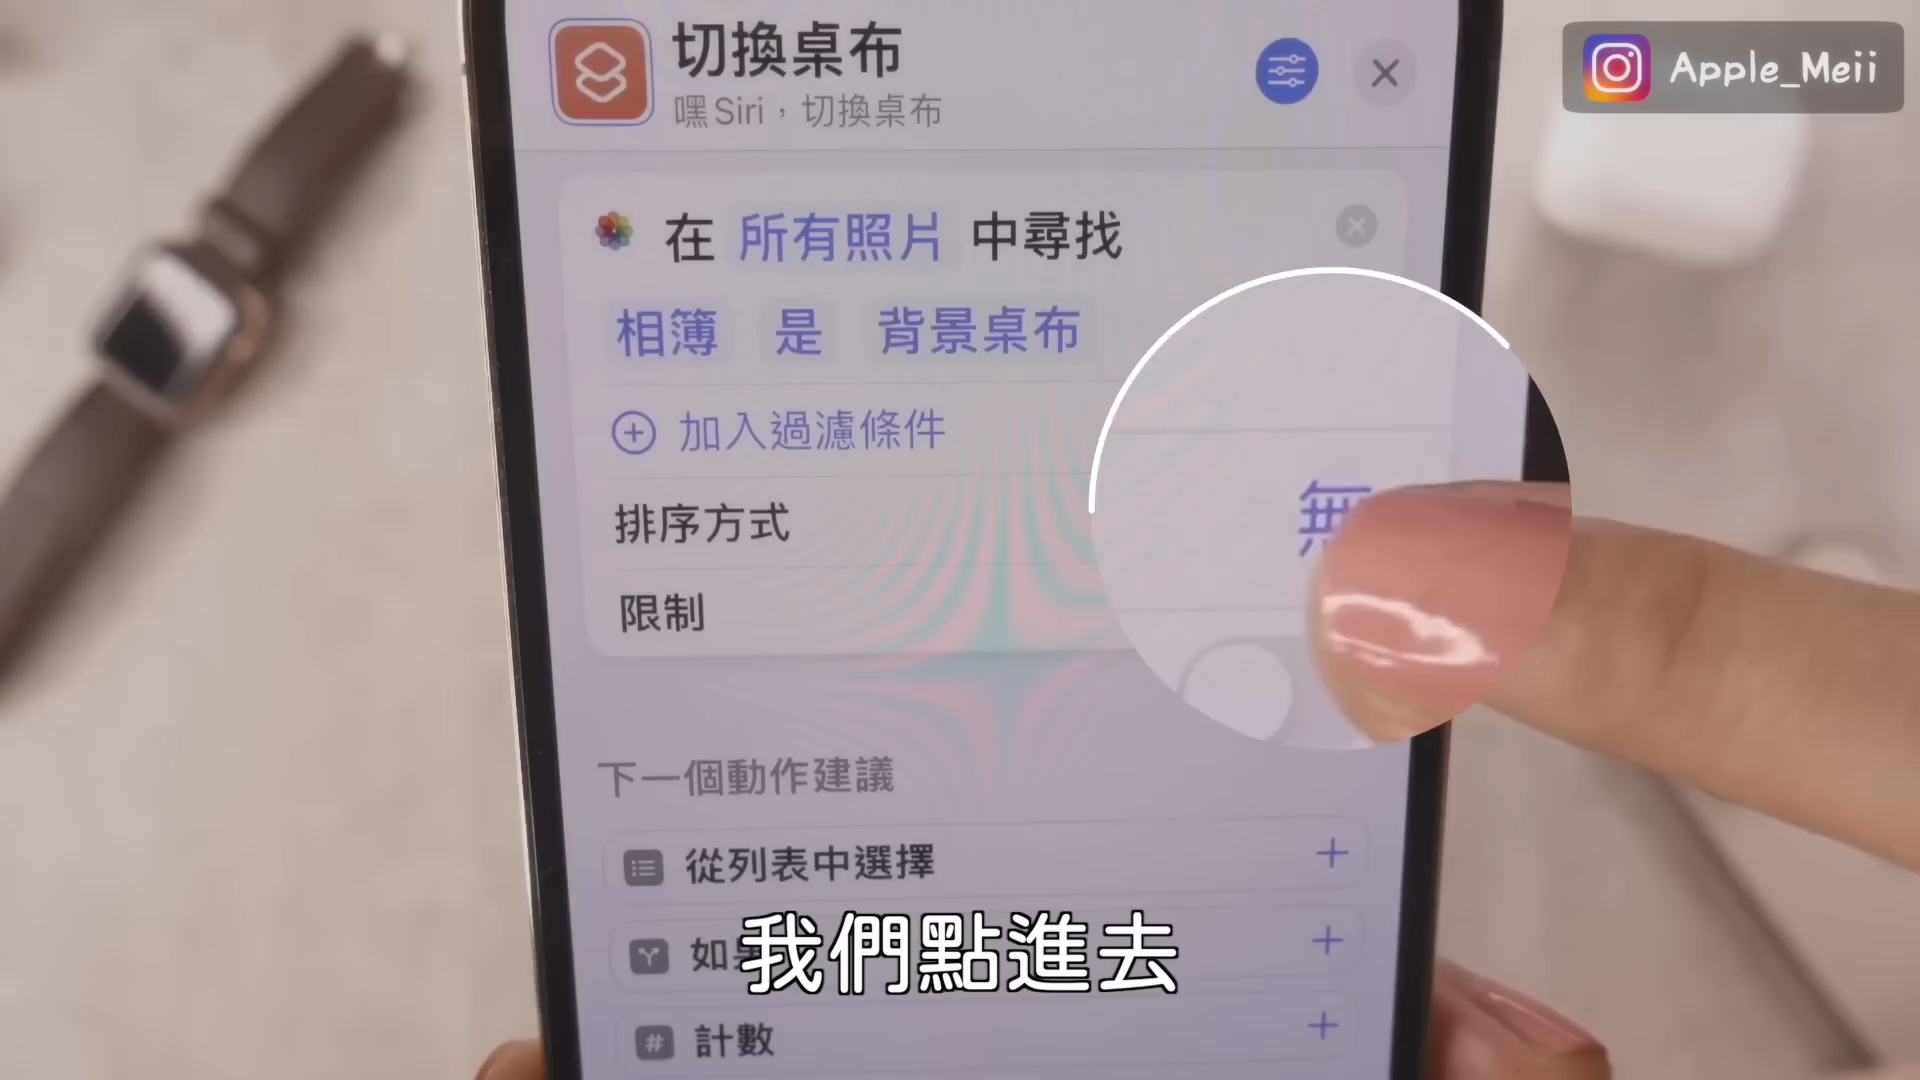 切換桌布
嘿 Siri，切換桌布
Apple_Meii
在 所有照片 中尋找
相簿 是 背景桌布
加入過濾條件
排序方式
無
限制
下一個動作建議
從列表中選擇
如
我們點進去
計數